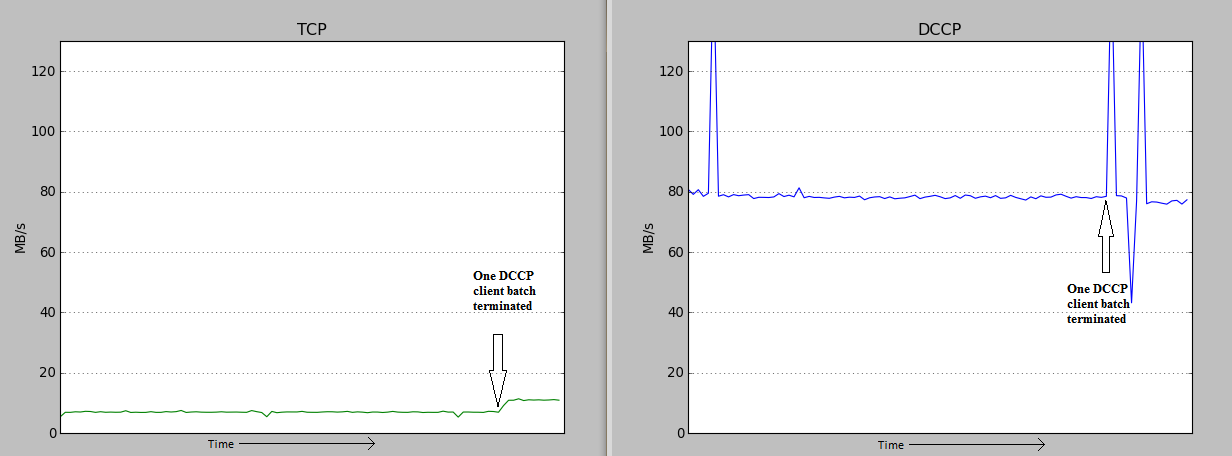 TCP
120
100
80
60
40
20
0
MB/s
One DCCP
client batch
terminated
Time
DCCP
120
100
80
60
40
20
0
MB/s
One DCCP
client batch
terminated
Time